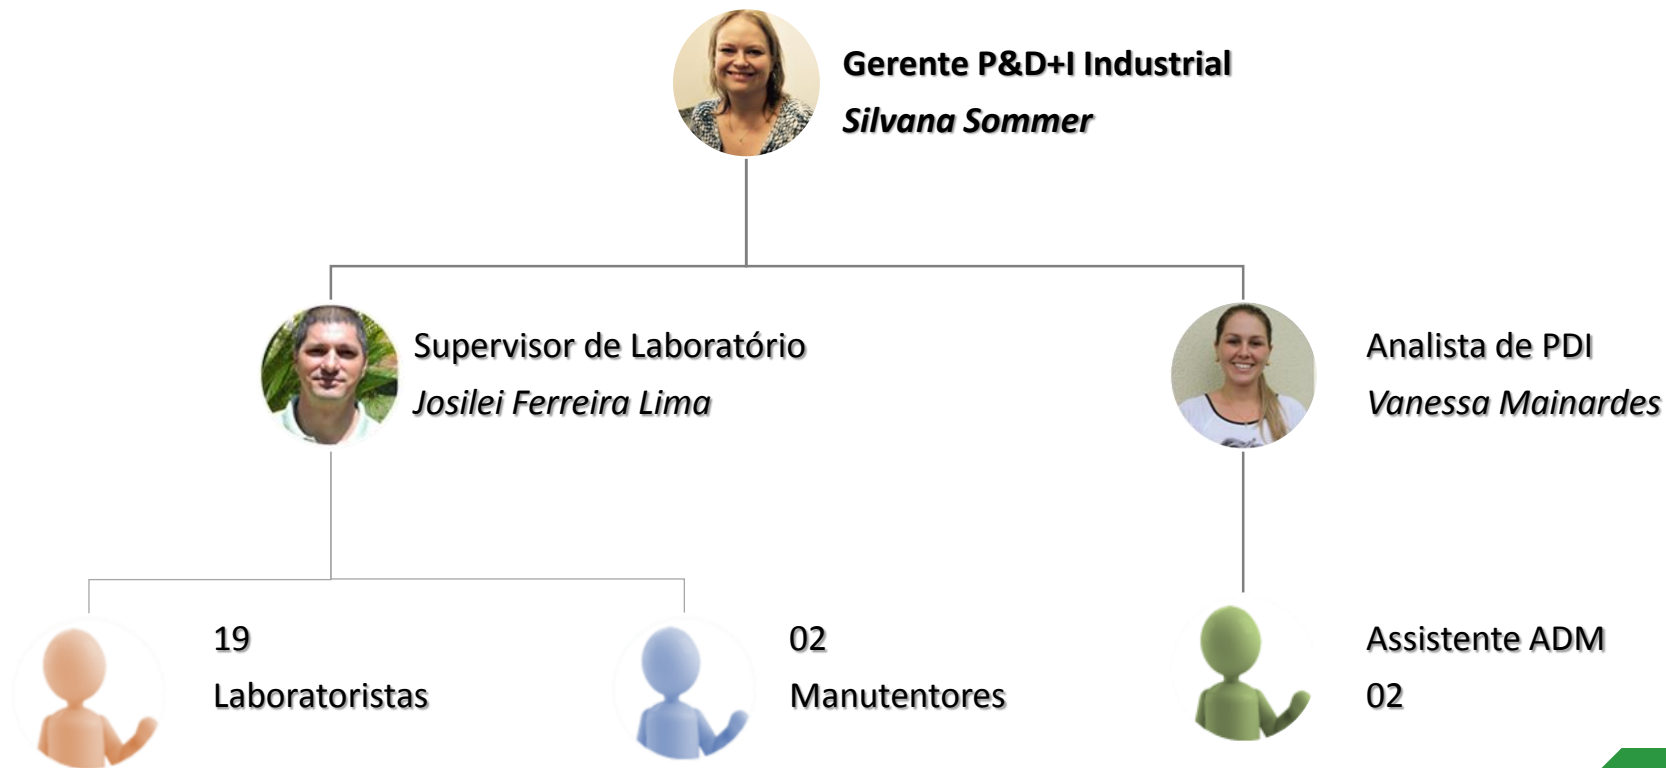 Gerente P&D+I Industrial
Silvana Sommer
Supervisor de Laboratório
Josilei Ferreira Lima
Analista de PDI
Vanessa Mainardes
19
Laboratoristas
02
Manutentores
Assistente ADM
02